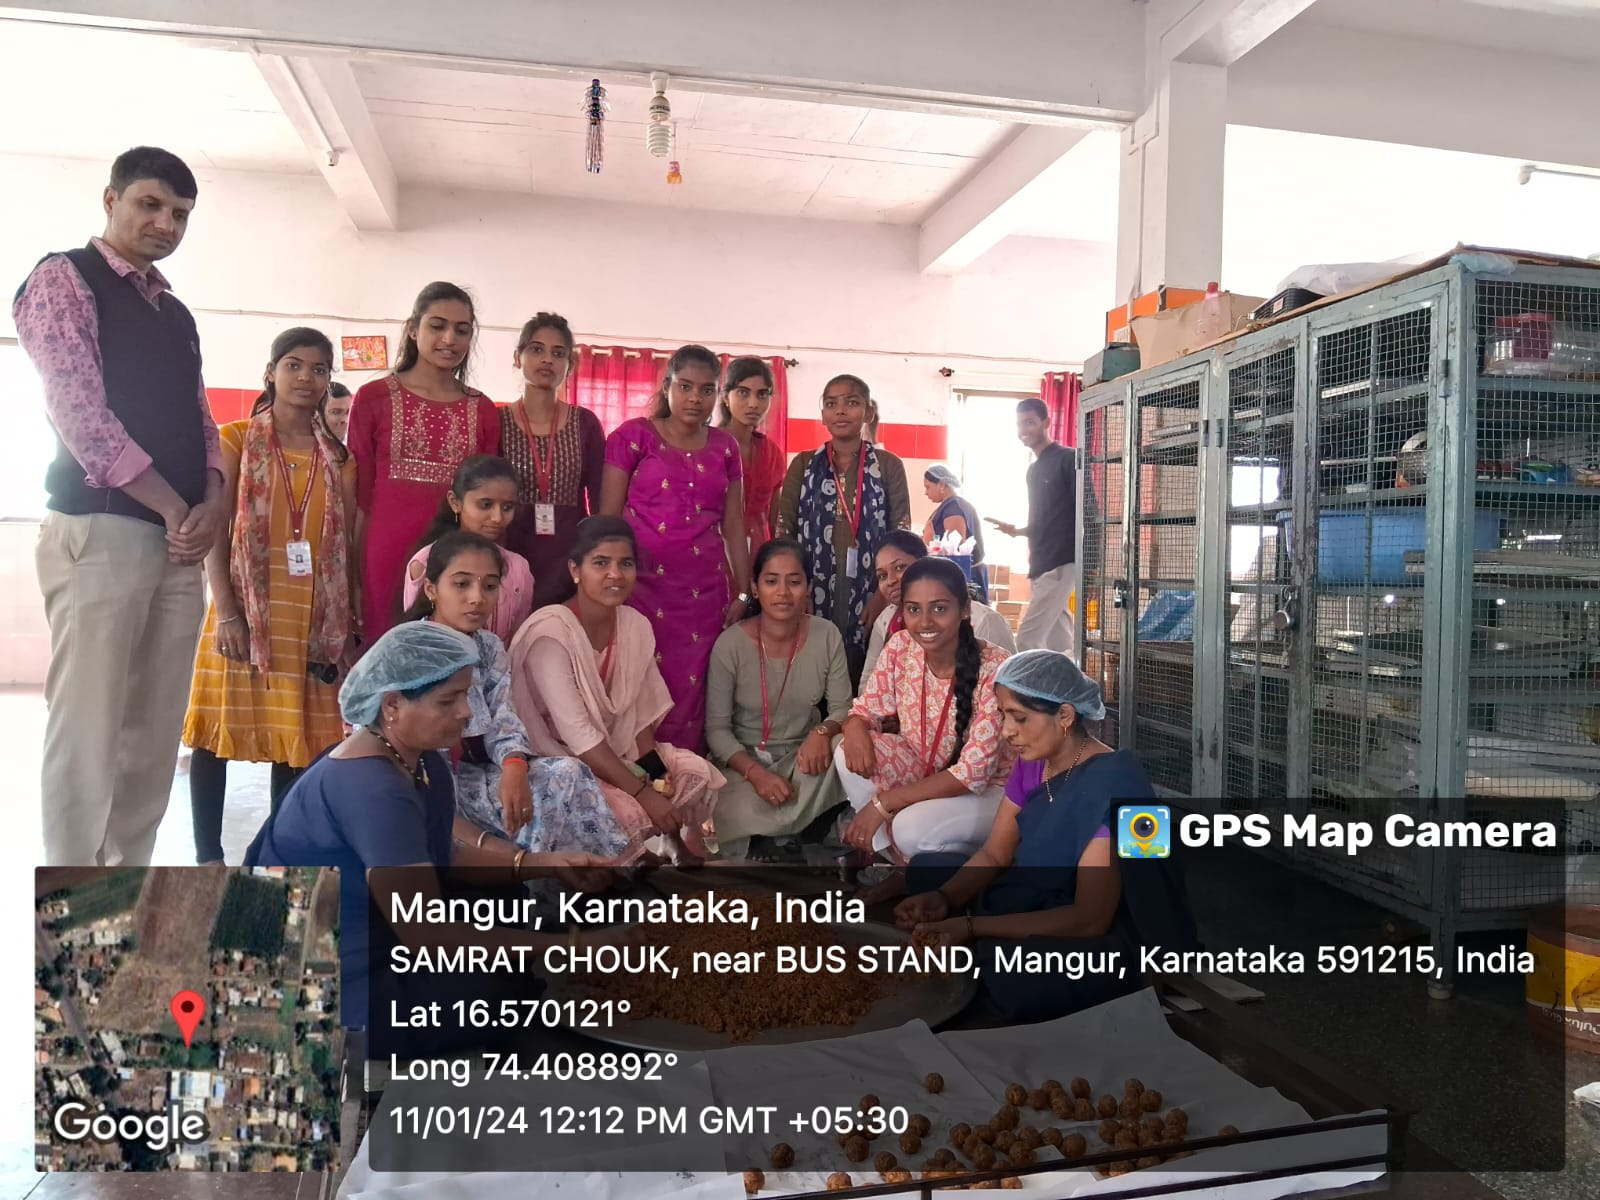 GPS Map Camera
Mangur, Karnataka, India
SAMRAT CHOUK, near BUS STAND, Mangur, Karnataka 591215, India
Lat 16.570121°
Long 74.408892°
11/01/24 12:12 PM GMT +05:30
Google